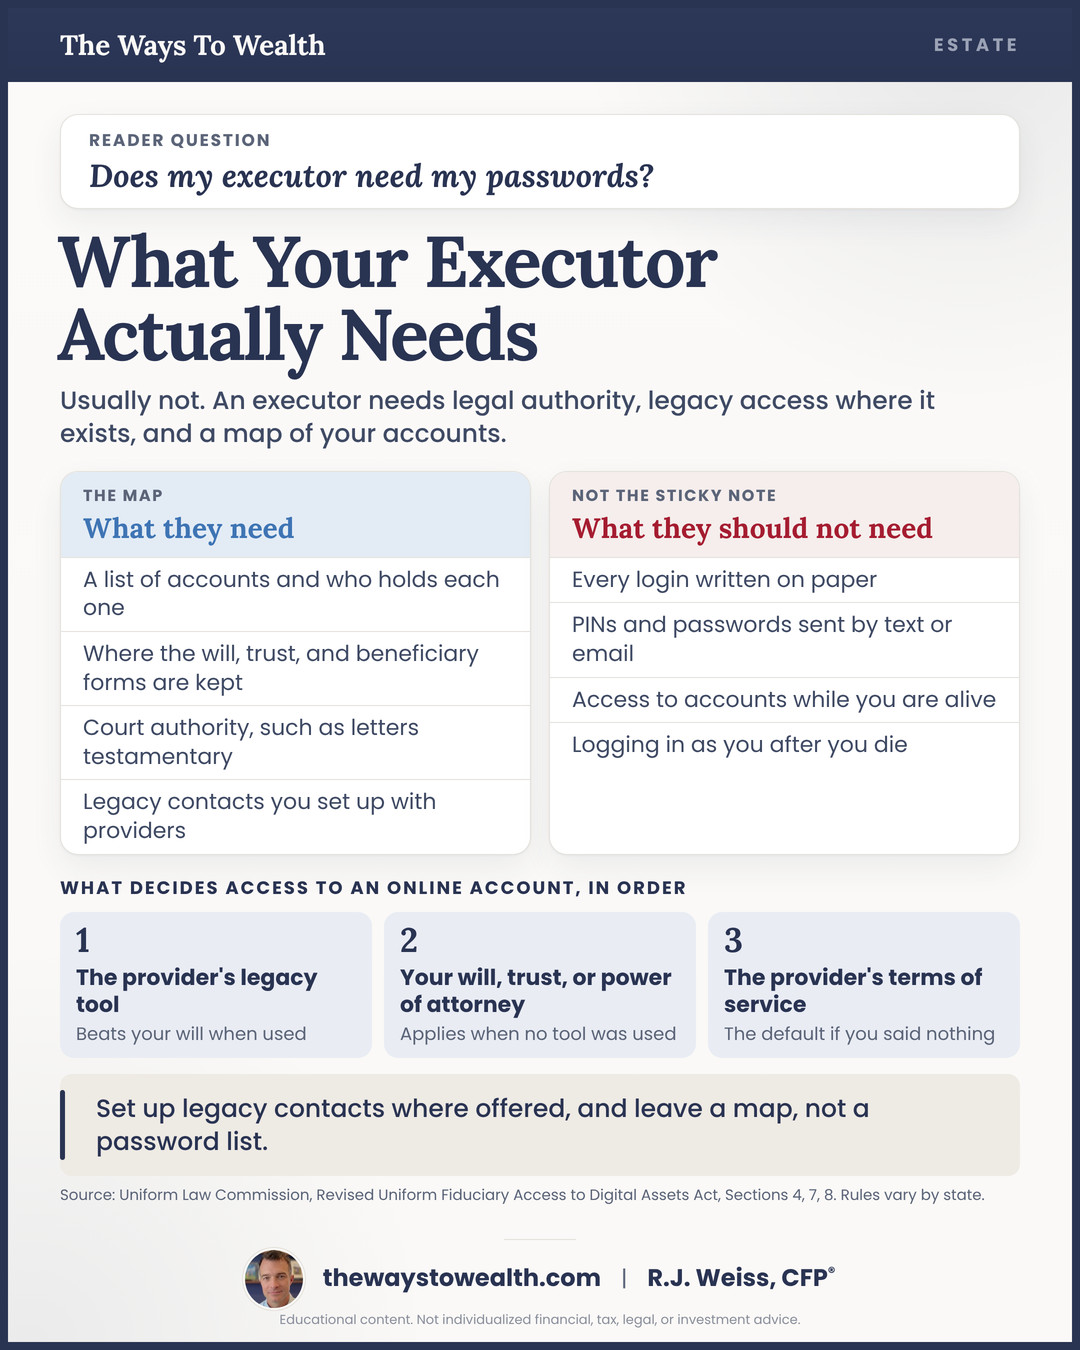 The Ways To Wealth
ESTATE
READER QUESTION
Does my executor need my passwords?
What Your Executor
Actually Needs
Usually not. An executor needs legal authority, legacy access where it
exists, and a map of your accounts.
THE MAP
What they need
A list of accounts and who holds each
one
Where the will, trust, and beneficiary
forms are kept
Court authority, such as letters
testamentary
Legacy contacts you set up with
providers
NOT THE STICKY NOTE
What they should not need
Every login written on paper
PINs and passwords sent by text or
email
Access to accounts while you are alive
Logging in as you after you die
WHAT DECIDES ACCESS TO AN ONLINE ACCOUNT, IN ORDER
1
The provider's legacy
tool
Beats your will when used
2
Your will, trust, or power
of attorney
Applies when no tool was used
3
The provider's terms of
service
The default if you said nothing
Set up legacy contacts where offered, and leave a map, not a
password list.
Source: Uniform Law Commission, Revised Uniform Fiduciary Access to Digital Assets Act, Sections 4, 7, 8. Rules vary by state.
thewaystowealth.com | R.J. Weiss, CFP®
Educational content. Not individualized financial, tax, legal, or investment advice.